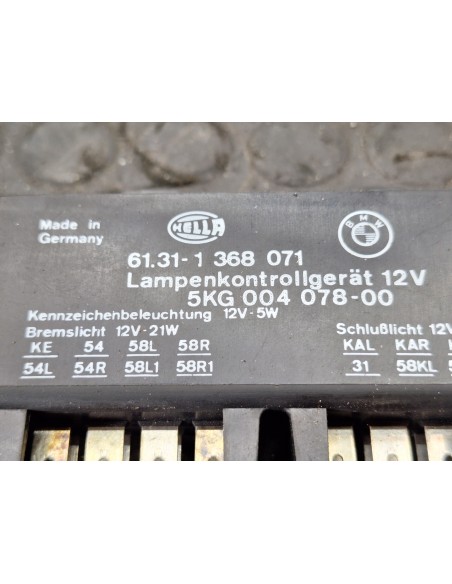 Made in
Germany
HELLA
BMW
61.31-1 368 071
Lampenkontrollgerät 12V
5KG 004 078-00
Kennzeichenbeleuchtung 12V-5W
Bremslicht 12V-21W
Schlußlicht 12V
KE 54 58L 58R
KAL KAR
54L 54R 58L1 58R1
31 58KL